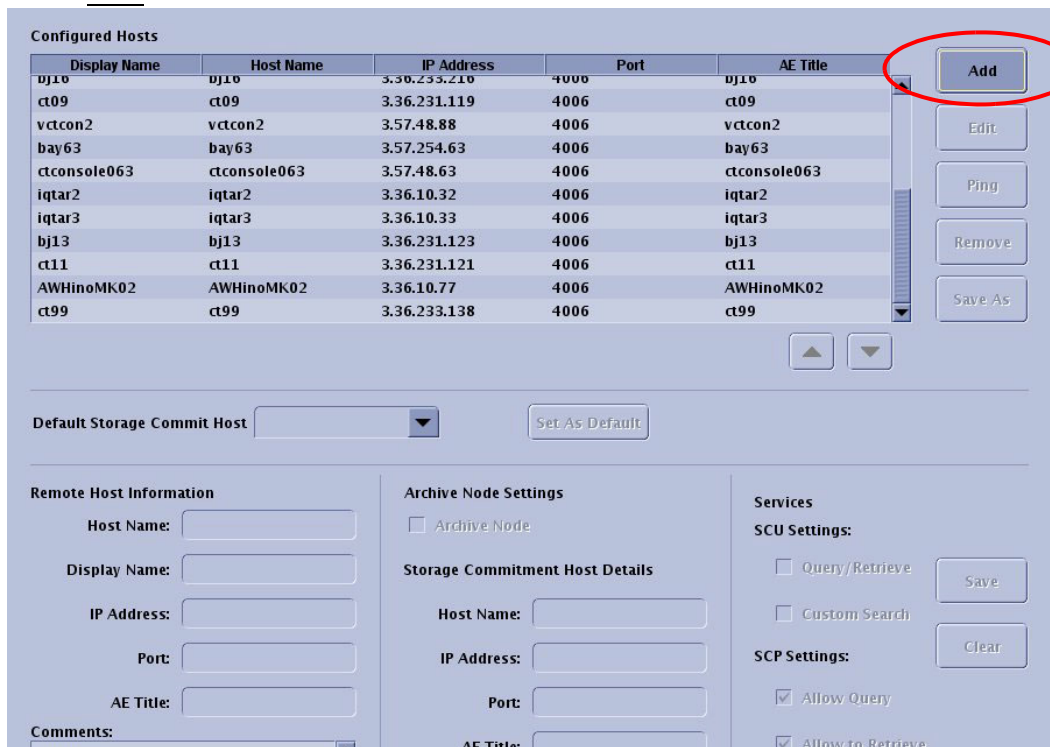 Configured Hosts
Display Name Host Name IP Address Port AE Title
bj16 bj16 3.36.233.216 4006 bj16
ct09 ct09 3.36.231.119 4006 ct09
vctcon2 vctcon2 3.57.48.88 4006 vctcon2
bay63 bay63 3.57.254.63 4006 bay63
ctconsole063 ctconsole063 3.57.48.63 4006 ctconsole063
iqtar2 iqtar2 3.36.10.32 4006 iqtar2
iqtar3 iqtar3 3.36.10.33 4006 iqtar3
bj13 bj13 3.36.231.123 4006 bj13
ct11 ct11 3.36.231.121 4006 ct11
AWHinoMK02 AWHinoMK02 3.36.10.77 4006 AWHinoMK02
ct99 ct99 3.36.233.138 4006 ct99
Add
Edit
Ping
Remove
Save As
Default Storage Commit Host
Set As Default
Remote Host Information
Host Name:
Display Name:
IP Address:
Port:
AE Title:
Comments:
Archive Node Settings
Archive Node
Storage Commitment Host Details
Host Name:
IP Address:
Port:
AE Title:
Services
SCU Settings:
Query/Retrieve
Custom Search
SCP Settings:
Allow Query
Allow to Retrieve
Save
Clear